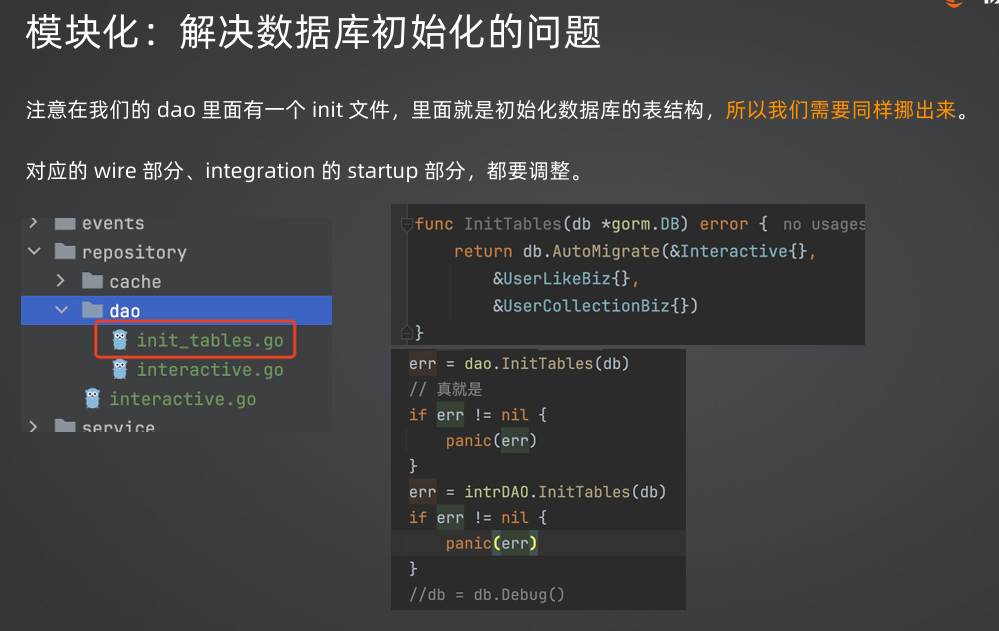 模块化：解决数据库初始化的问题
注意在我们的 dao 里面有一个 init 文件，里面就是初始化数据库的表结构，所以我们需要同样挪出来。
对应的 wire 部分、integration 的 startup 部分，都要调整。
events
repository
cache
dao
init_tables.go
interactive.go
interactive.go
service
func InitTables(db *gorm.DB) error { no usages
return db.AutoMigrate(&Interactive{},
&UserLikeBiz{},
&UserCollectionBiz{})
}
err = dao.InitTables(db)
// 真就是
if err != nil {
panic(err)
}
err = intrDAO.InitTables(db)
if err != nil {
panic(err)
}
//db = db.Debug()